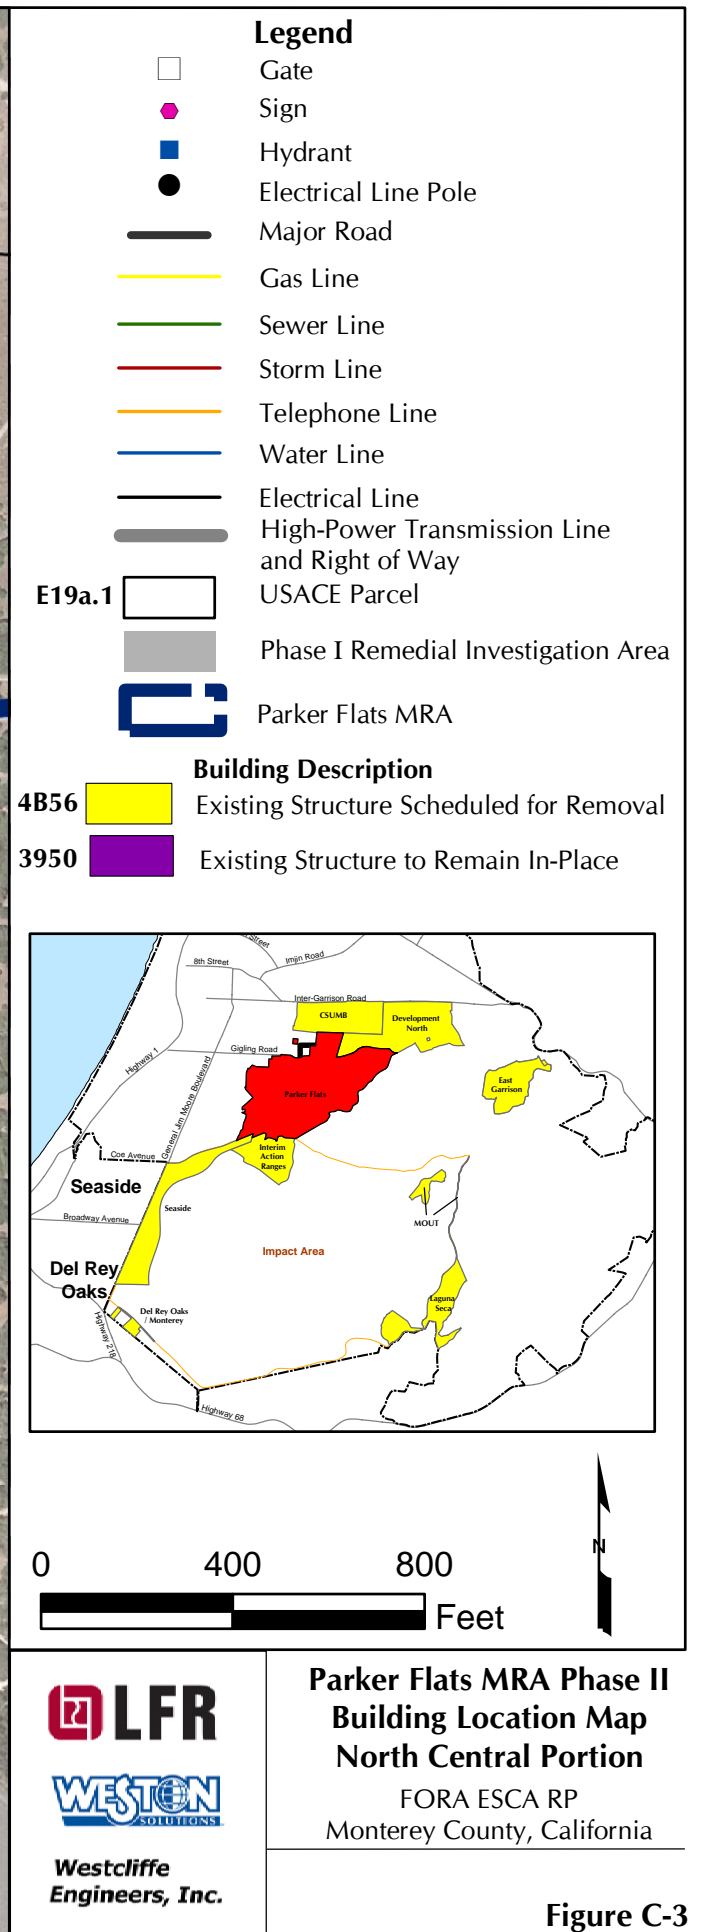 Legend
Gate
Sign
Hydrant
Electrical Line Pole
Major Road
Gas Line
Sewer Line
Storm Line
Telephone Line
Water Line
Electrical Line
High-Power Transmission Line
and Right of Way
E19a.1 USACE Parcel
Phase I Remedial Investigation Area
Parker Flats MRA
Building Description
4B56 Existing Structure Scheduled for Removal
3950 Existing Structure to Remain In-Place
Street
8th Street
Imjin Road
Inter-Garrison Road
CSUMB
Development
North
Highway 1
Gigling Road
General Jim Moore Boulevard
East
Garrison
Parker Flats
Coe Avenue
Interim
Action
Ranges
Seaside
Seaside
Broadway Avenue
MOUT
Impact Area
Del Rey
Oaks
Laguna
Seca
Del Rey Oaks
/ Monterey
Highway 218
Highway 68
N
0 400 800
Feet
LFR
WESTON
SOLUTIONS
Westcliffe
Engineers, Inc.
Parker Flats MRA Phase II
Building Location Map
North Central Portion
FORA ESCA RP
Monterey County, California
Figure C-3